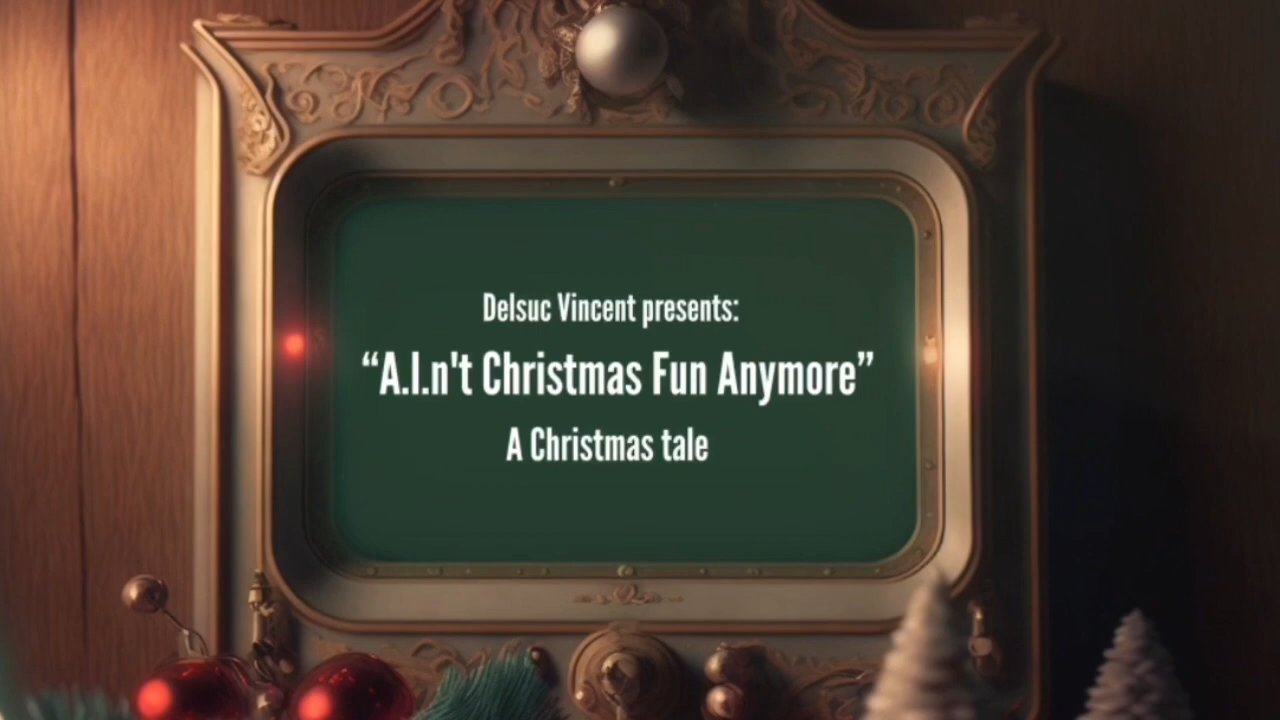 Delsuc Vincent presents:
“A.I.n't Christmas Fun Anymore”
A Christmas tale